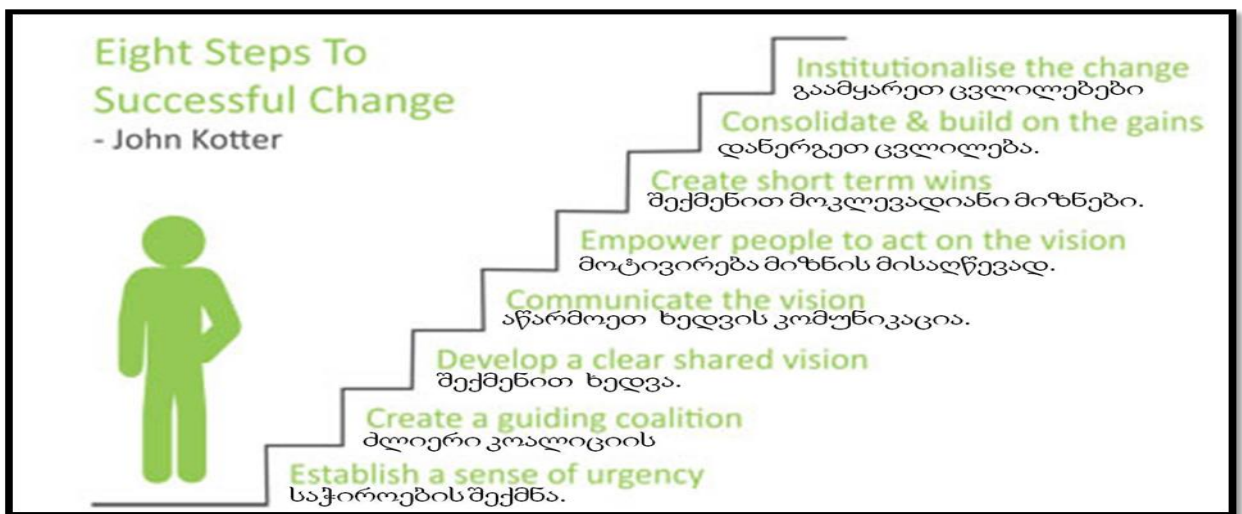 Eight Steps To
Successful Change
- John Kotter
Institutionalise the change
გაამყარეთ ცვლილებები
Consolidate & build on the gains
დანერგეთ ცვლილება.
Create short term wins
შექმენით მოკლევადიანი მიზნები.
Empower people to act on the vision
მოტივირება მიზნის მისაღწევად.
Communicate the vision
აწარმოეთ ხედვის კომუნიკაცია.
Develop a clear shared vision
შექმენით ხედვა.
Create a guiding coalition
ძლიერი კოალიციის
Establish a sense of urgency
საჭიროების შექმნა.